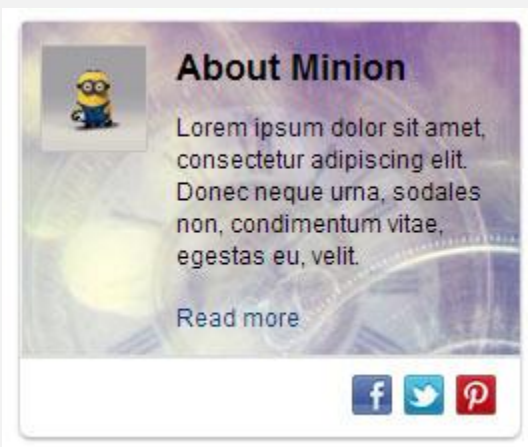 About Minion
Lorem ipsum dolor sit amet,
consectetur adipiscing elit.
Donec neque urna, sodales
non, condimentum vitae,
egestas eu, velit.
Read more